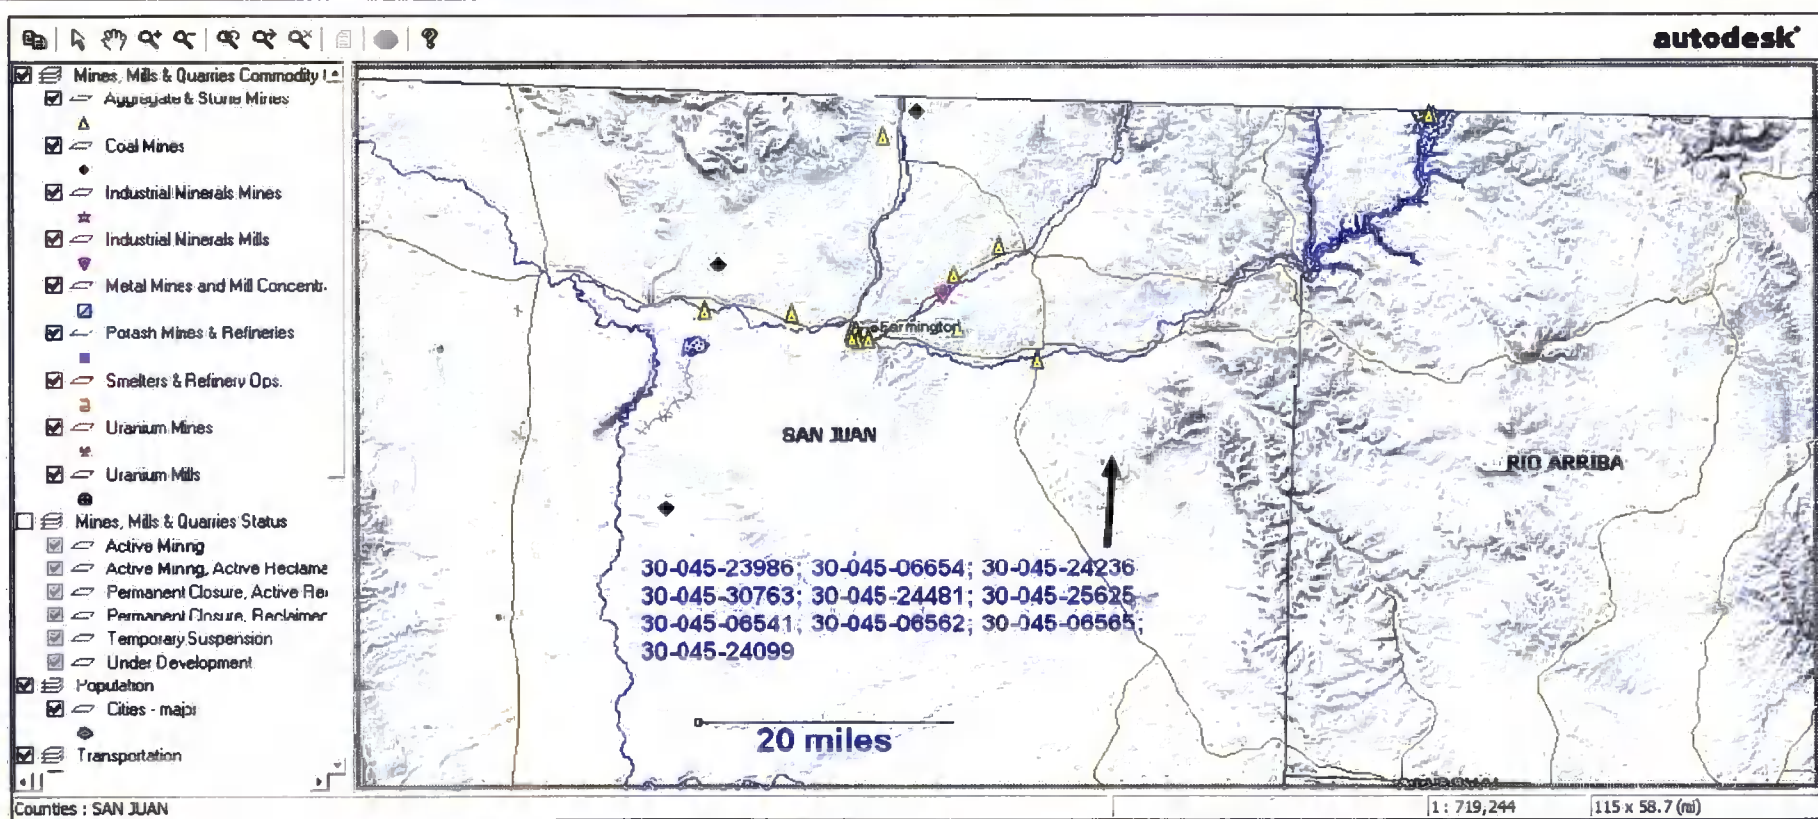 autodesk
Mines, Mills & Quarries Commodity
Aggregate & Stone Mines
Coal Mines
Industrial Minerals Mines
Industrial Minerals Mills
Metal Mines and Mill Concentr
Potash Mines & Refineries
Smelters & Refinery Ops.
Uranium Mines
Uranium Mills
Mines, Mills & Quarries Status
Active Mining
Active Mining, Active Reclama
Permanent Closure, Active Re
Permanent Closure, Reclaimer
Temporary Suspension
Under Development
Population
Cities - major
Transportation
Farmington
SAN JUAN
RIO ARRIBA
30-045-23986; 30-045-06654; 30-045-24236
30-045-30763; 30-045-24481; 30-045-25625
30-045-06541; 30-045-06562; 30-045-06565;
30-045-24099
20 miles
Counties : SAN JUAN
1 : 719,244
115 x 58.7 (mi)